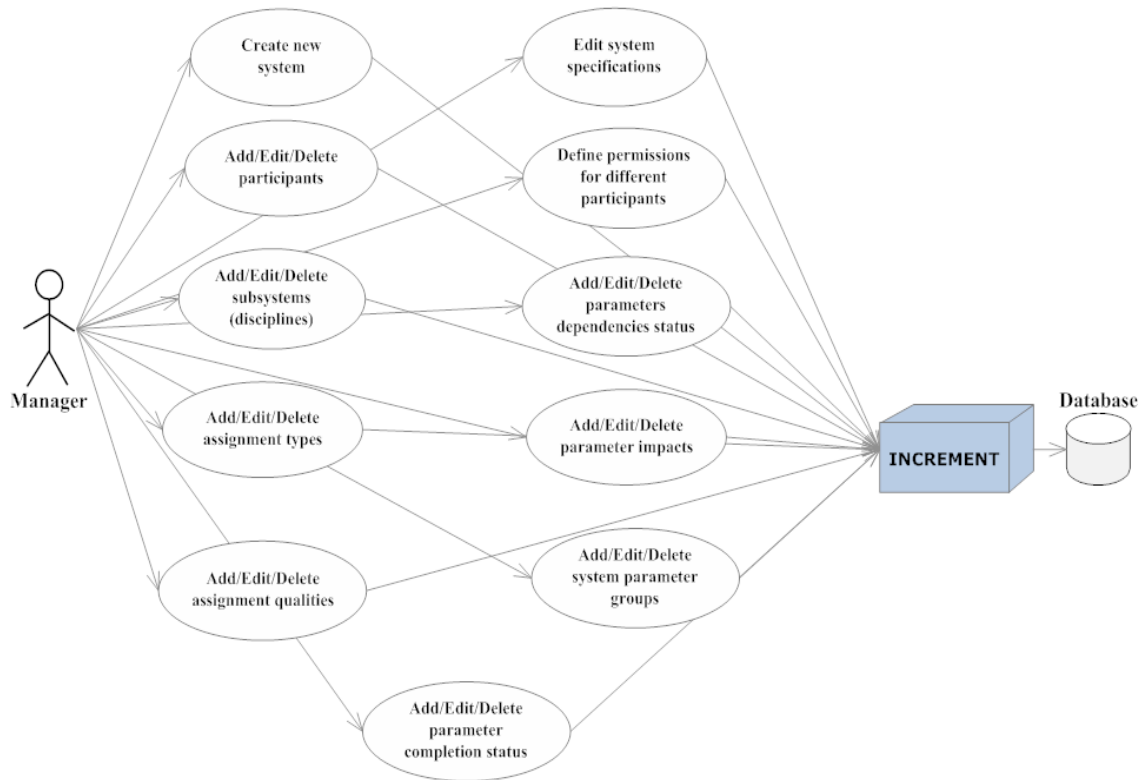 Create new
system
Edit system
specifications
Add/Edit/Delete
participants
Define permissions
for different
participants
Add/Edit/Delete
subsystems
(disciplines)
Add/Edit/Delete
parameters
dependencies status
Manager
Add/Edit/Delete
assignment types
Add/Edit/Delete
parameter impacts
Database
INCREMENT
Add/Edit/Delete
assignment qualities
Add/Edit/Delete
system parameter
groups
Add/Edit/Delete
parameter
completion status